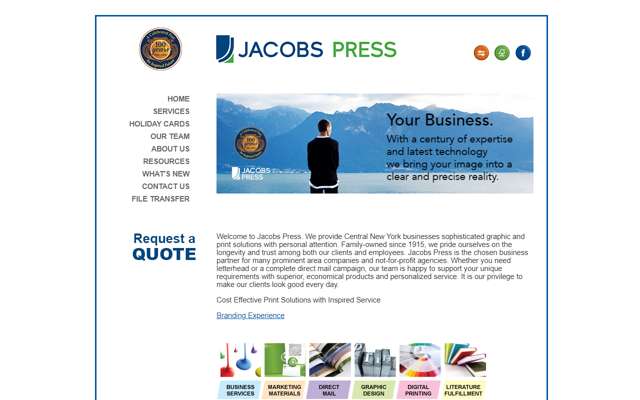 100
JACOBS PRESS
HOME
SERVICES
HOLIDAY CARDS
OUR TEAM
ABOUT US
RESOURCES
WHAT'S NEW
CONTACT US
FILE TRANSFER
Request a
QUOTE
Your Business.
With a century of expertise
and latest technology
we bring your image into a
clear and precise reality.
JACOBS
PRESS
Welcome to Jacobs Press. We provide Central New York businesses sophisticated graphic and
print solutions with personal attention. Family-owned since 1915, we pride ourselves on the
longevity and trust among both our clients and employees. Jacobs Press is the chosen business
partner for many prominent area companies and not-for-profit agencies. Whether you need
letterhead or a complete direct mail campaign, our team is happy to support your unique
requirements with superior, economical products and personalized service. It is our privilege to
make our clients look good every day.
Cost Effective Print Solutions with Inspired Service
Branding Experience
BUSINESS
SERVICES
MARKETING
MATERIALS
DIRECT
MAIL
GRAPHIC
DESIGN
DIGITAL
PRINTING
LITERATURE
FULFILLMENT